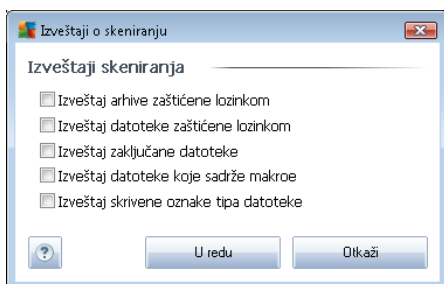 Izveštaji o skeniranju
Izveštaji skeniranja
Izveštaj arhive zaštićene lozinkom
Izveštaj datoteke zaštićene lozinkom
Izveštaj zaključane datoteke
Izveštaj datoteke koje sadrže makroe
Izveštaj skrivene oznake tipa datoteke
? U redu Otkaži